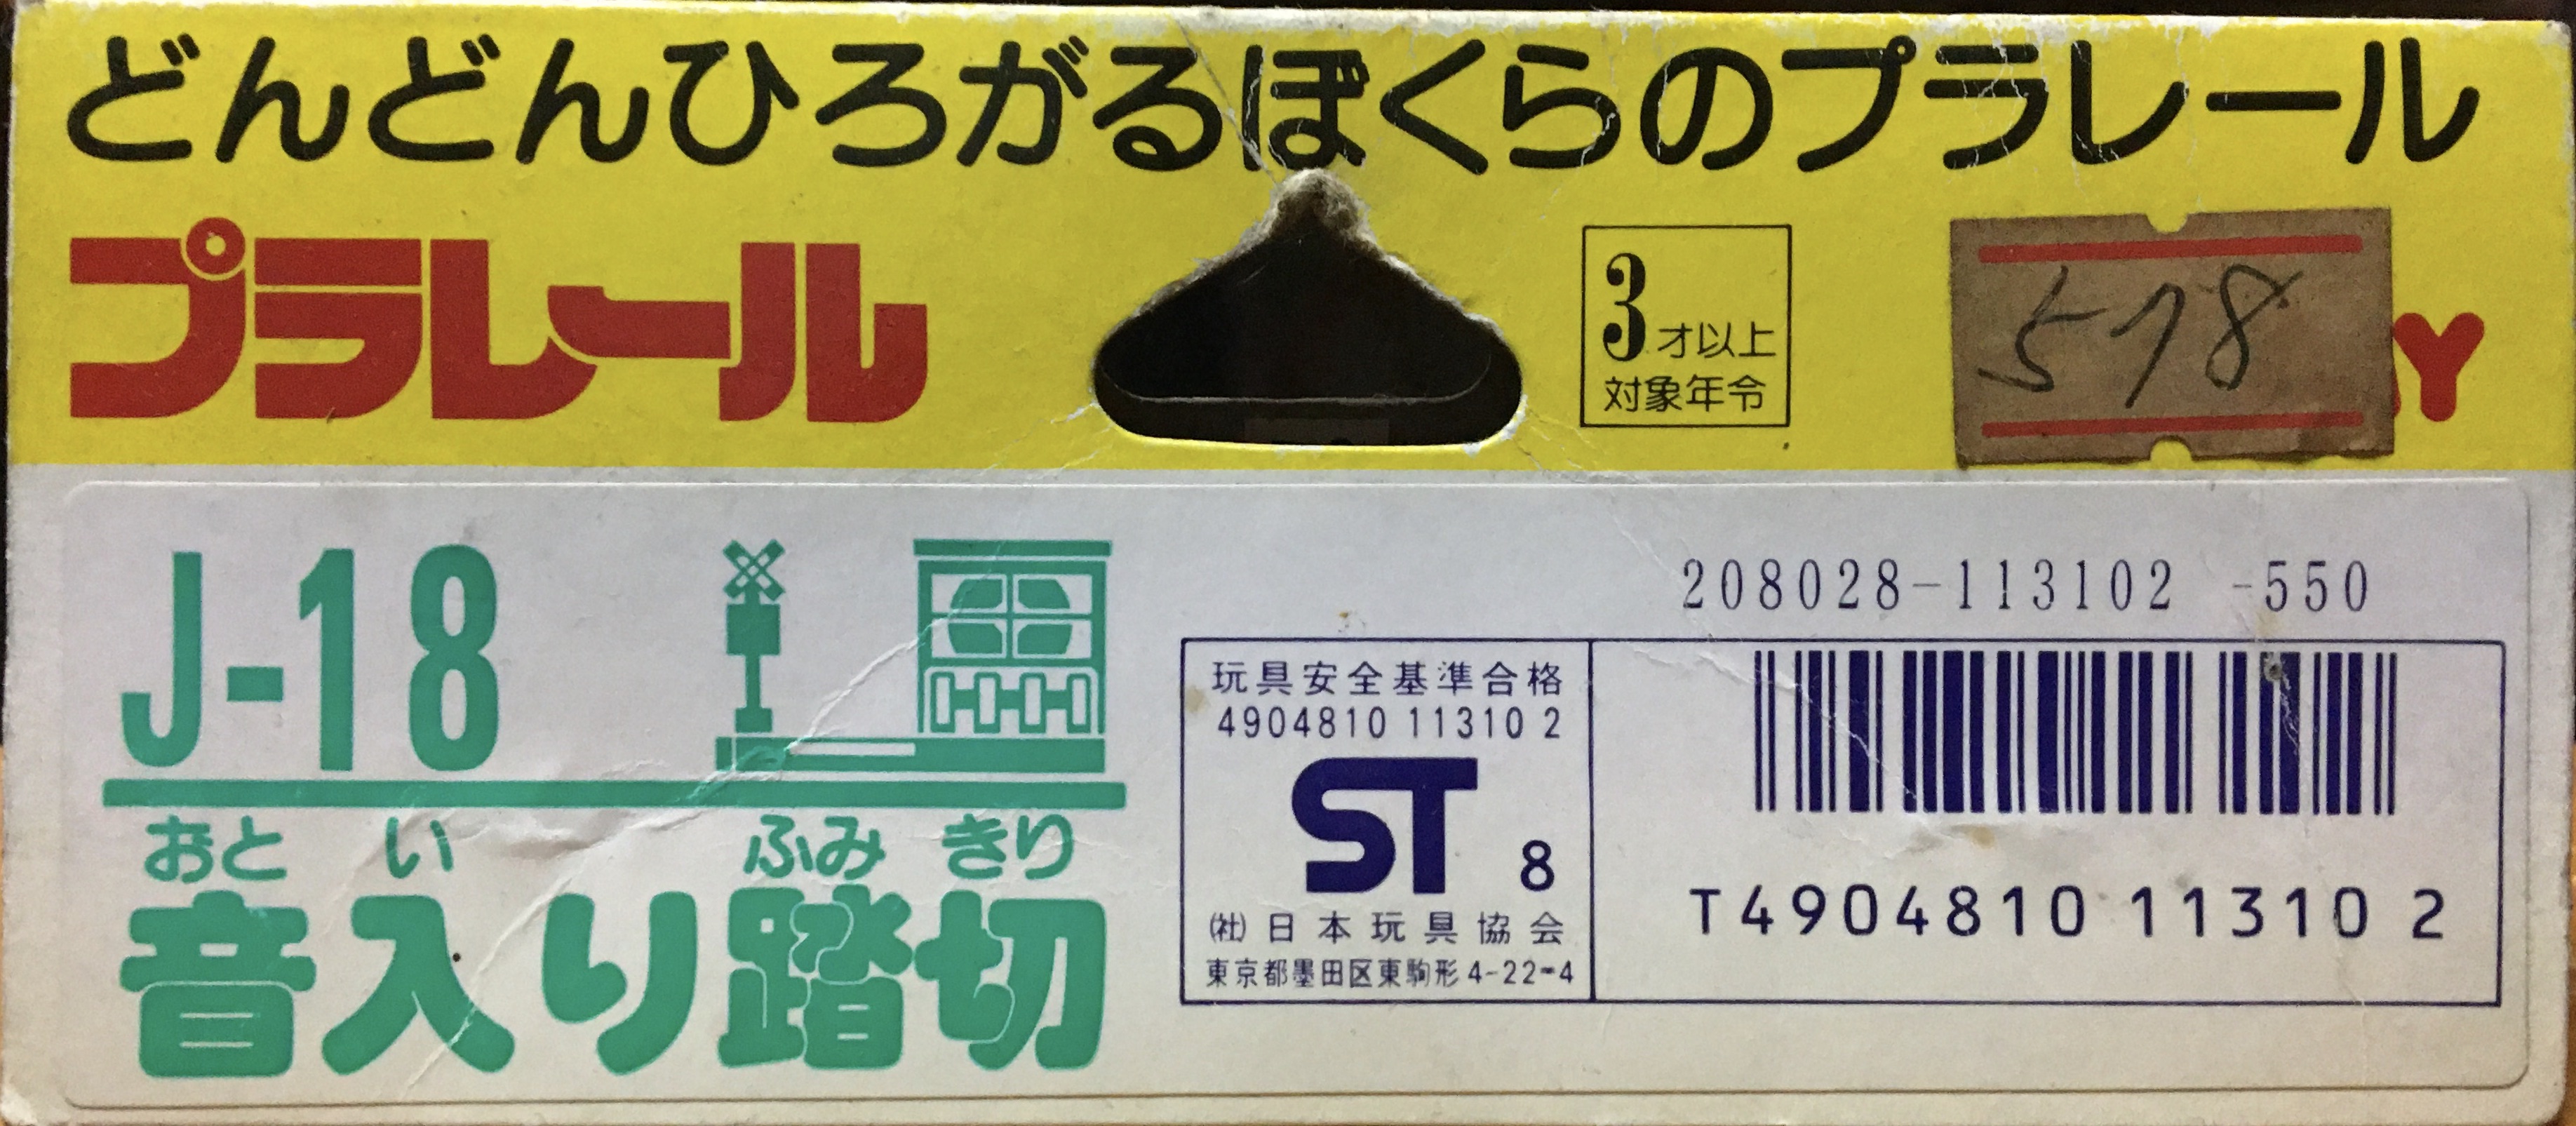 どんどんひろがるぼくらのプラレール
プラレール
3才以上
対象年令
578
Y
J-18
おと い ふみ きり
音入り踏切
208028-113102 -550
玩具安全基準合格
4904810 11310 2
ST 8
㈳日本玩具協会
東京都墨田区東駒形4-22-4
T4904810 11310 2